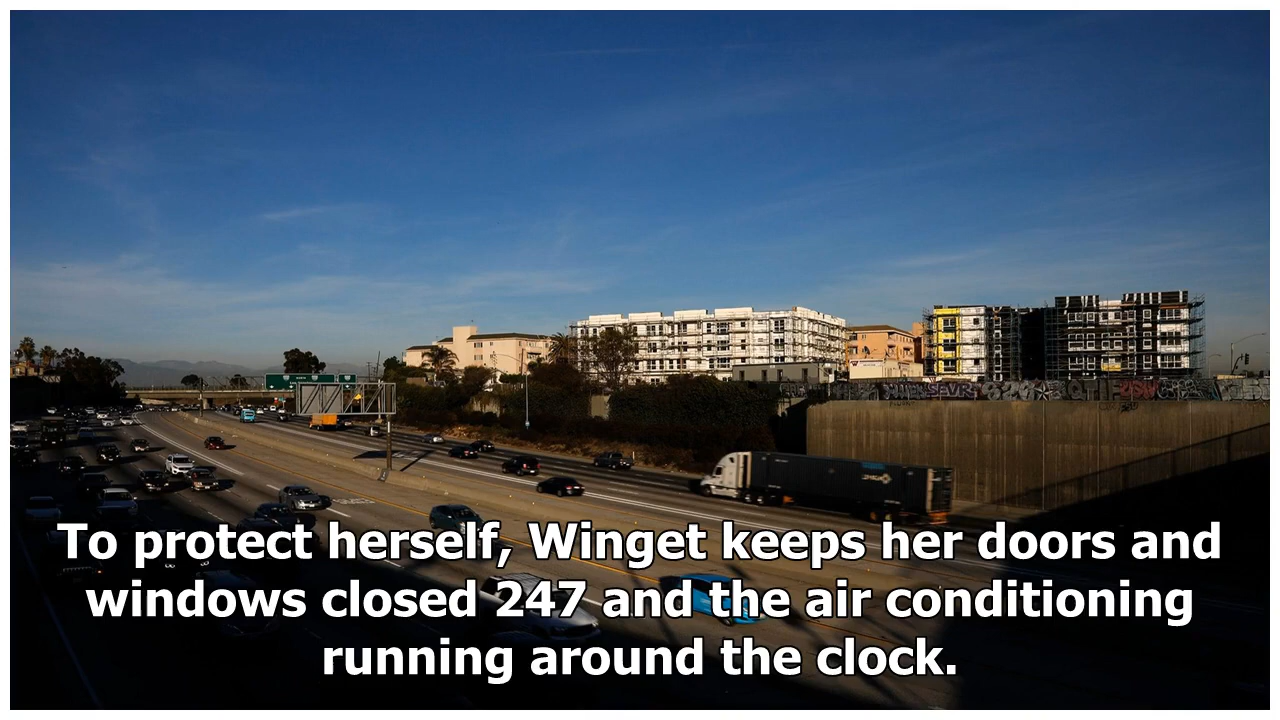 To protect herself, Winget keeps her doors and
windows closed 247 and the air conditioning
running around the clock.